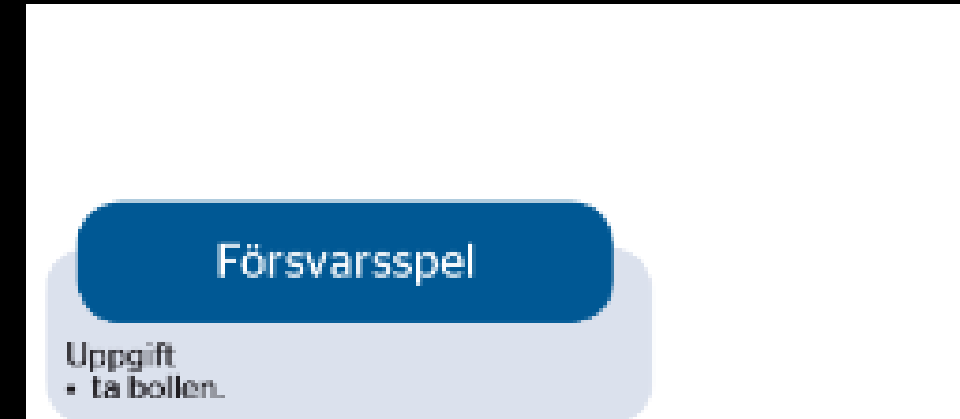 Försvarsspel
Uppgift
• ta bollen.